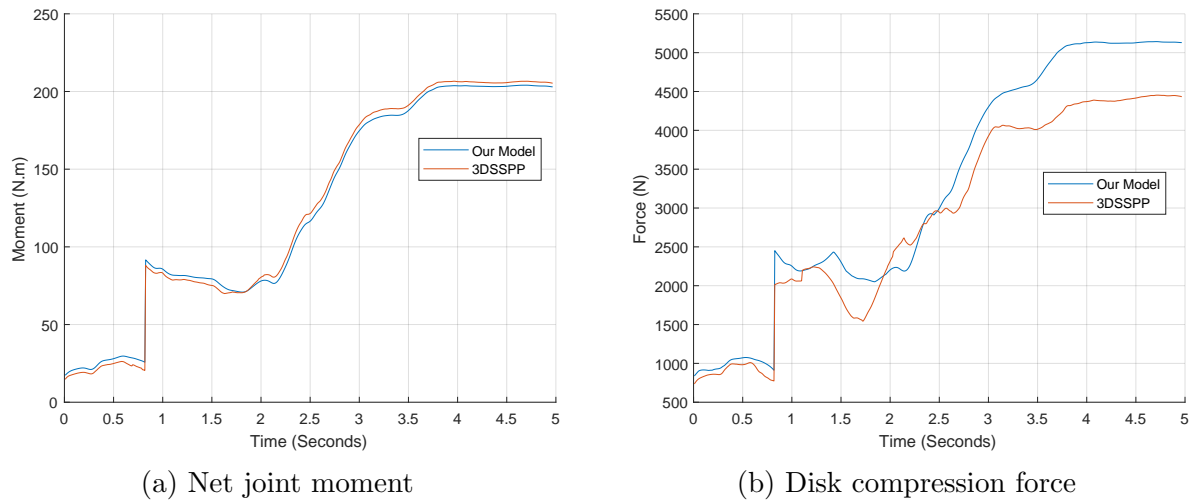 250
200
150
100
50
0
Moment (N.m)
Our Model
3DSSPP
0 0.5 1 1.5 2 2.5 3 3.5 4 4.5 5
Time (Seconds)
(a) Net joint moment
5500
5000
4500
4000
3500
3000
2500
2000
1500
1000
500
Force (N)
Our Model
3DSSPP
0 0.5 1 1.5 2 2.5 3 3.5 4 4.5 5
Time (Seconds)
(b) Disk compression force